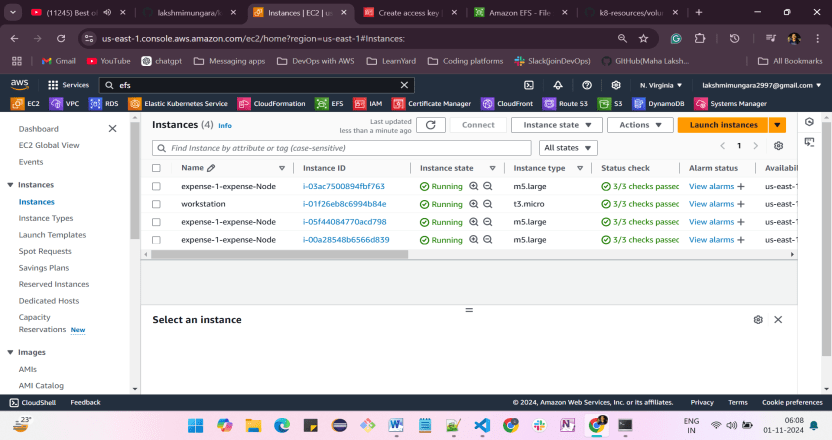 (11245) Best of
lakshmimungara/k
Instances | EC2 | us-east-1
Create access key
Amazon EFS - File
k8-resources/volu
us-east-1.console.aws.amazon.com/ec2/home?region=us-east-1#Instances:
Gmail YouTube chatgpt Messaging apps DevOps with AWS LearnYard Coding platforms Slack(joinDevOps) GitHub(Maha Laksh... All Bookmarks
aws Services efs N. Virginia lakshmimungara2997@gmail.com
EC2 VPC RDS Elastic Kubernetes Service CloudFormation EFS IAM Certificate Manager CloudFront Route 53 S3 DynamoDB Systems Manager
Dashboard
EC2 Global View
Events
Instances
Instances
Instance Types
Launch Templates
Spot Requests
Savings Plans
Reserved Instances
Dedicated Hosts
Capacity
Reservations New
Images
AMIs
AMI Catalog
Instances (4) Info
Last updated
less than a minute ago
Connect Instance state Actions Launch instances
Find Instance by attribute or tag (case-sensitive) All states 1
Name Instance ID Instance state Instance type Status check Alarm status Availabil
expense-1-expense-Node i-03ac7500894fbf763 Running m5.large 3/3 checks passed View alarms + us-east-1
workstation i-01f26eb8c6994b84e Running t3.micro 3/3 checks passed View alarms + us-east-1
expense-1-expense-Node i-05f44084770acd798 Running m5.large 3/3 checks passed View alarms + us-east-1
expense-1-expense-Node i-00a28548b6566d839 Running m5.large 3/3 checks passed View alarms + us-east-1
Select an instance
CloudShell Feedback © 2024, Amazon Web Services, Inc. or its affiliates. Privacy Terms Cookie preferences
23°
ENG
IN
06:08
01-11-2024